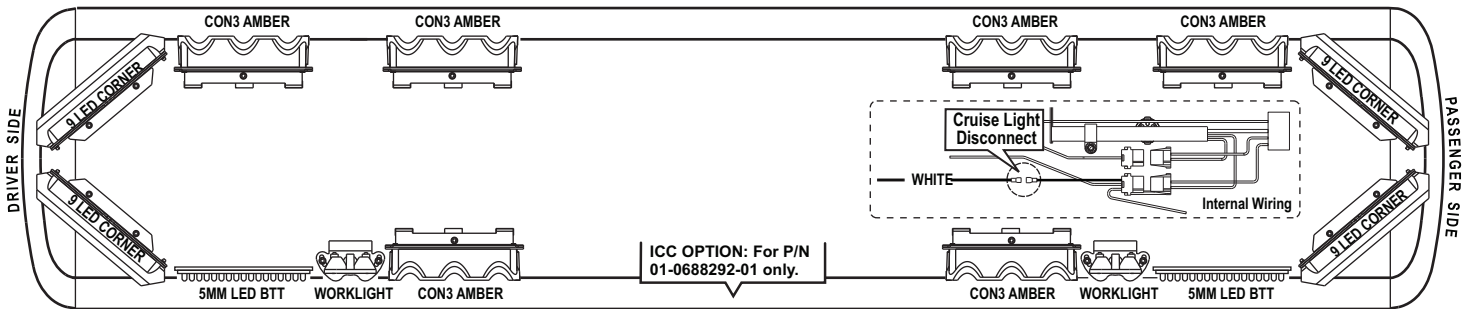 CON3 AMBER
CON3 AMBER
CON3 AMBER
CON3 AMBER
9 LED CORNER
9 LED CORNER
DRIVER SIDE
PASSENGER SIDE
Cruise Light
Disconnect
WHITE
Internal Wiring
9 LED CORNER
9 LED CORNER
ICC OPTION: For P/N
01-0688292-01 only.
5MM LED BTT
WORKLIGHT
CON3 AMBER
CON3 AMBER
WORKLIGHT
5MM LED BTT